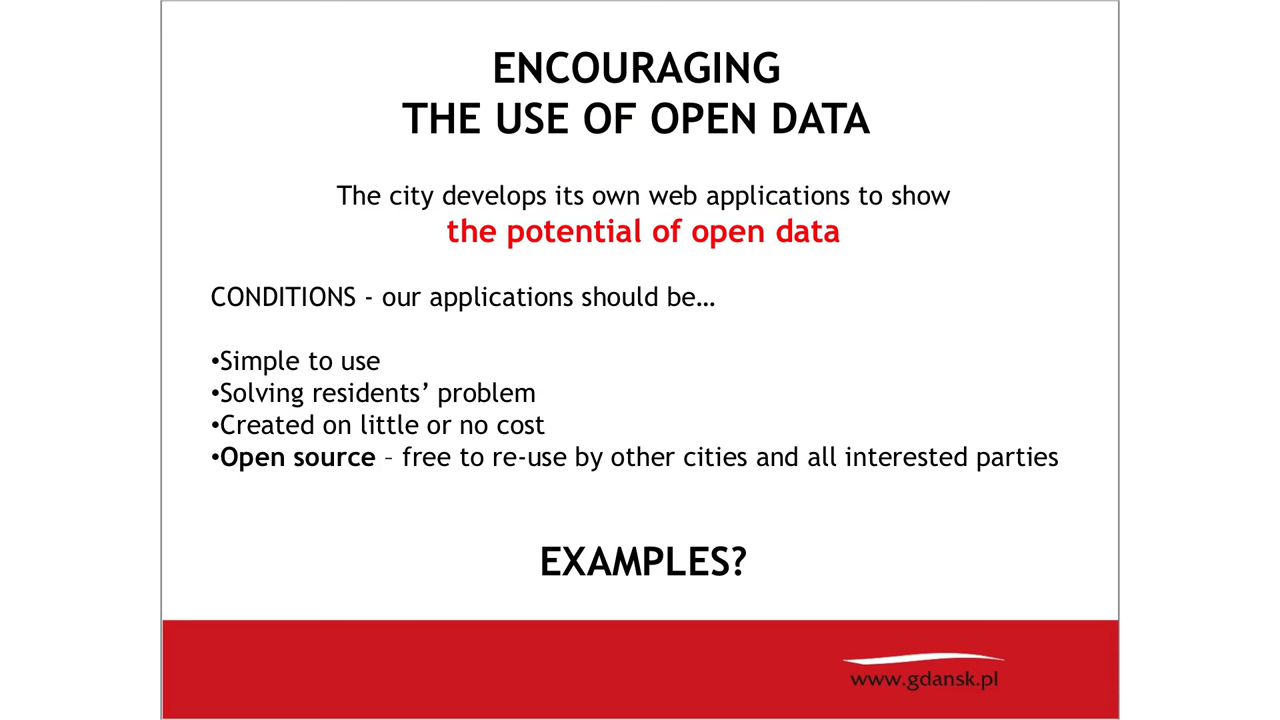 ENCOURAGING
THE USE OF OPEN DATA
The city develops its own web applications to show
the potential of open data
CONDITIONS - our applications should be…
•Simple to use
•Solving residents’ problem
•Created on little or no cost
•Open source – free to re-use by other cities and all interested parties
EXAMPLES?
www.gdansk.pl